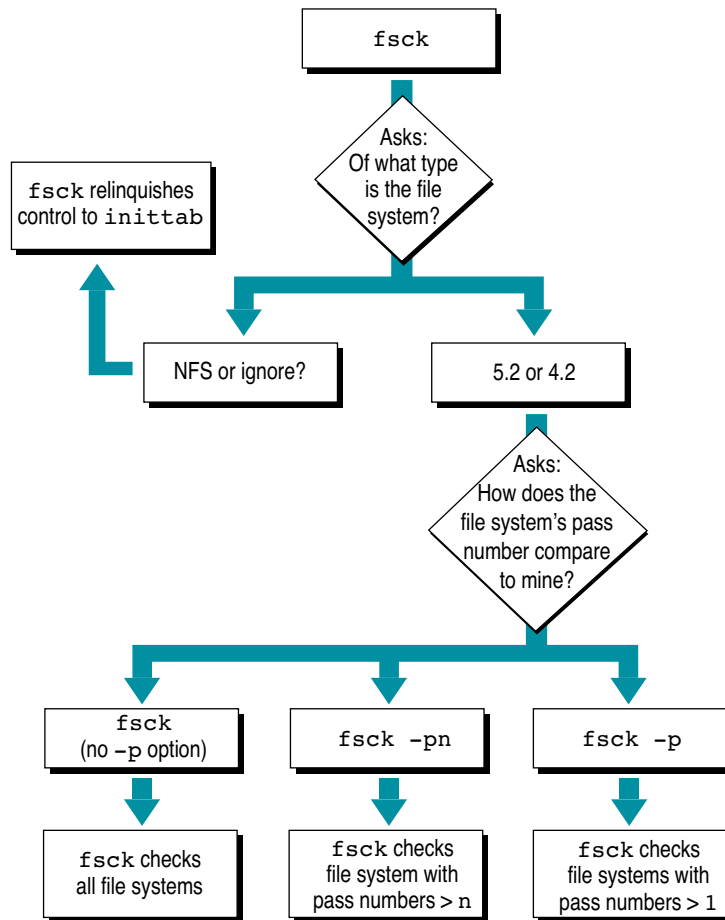 fsck
Asks:
Of what type
is the file
system?
fsck relinquishes
control to inittab
NFS or ignore?
5.2 or 4.2
Asks:
How does the
file system’s pass
number compare
to mine?
fsck
(no –p option)
fsck -pn
fsck -p
fsck checks
all file systems
fsck checks
file system with
pass numbers > n
fsck checks
file systems with
pass numbers > 1